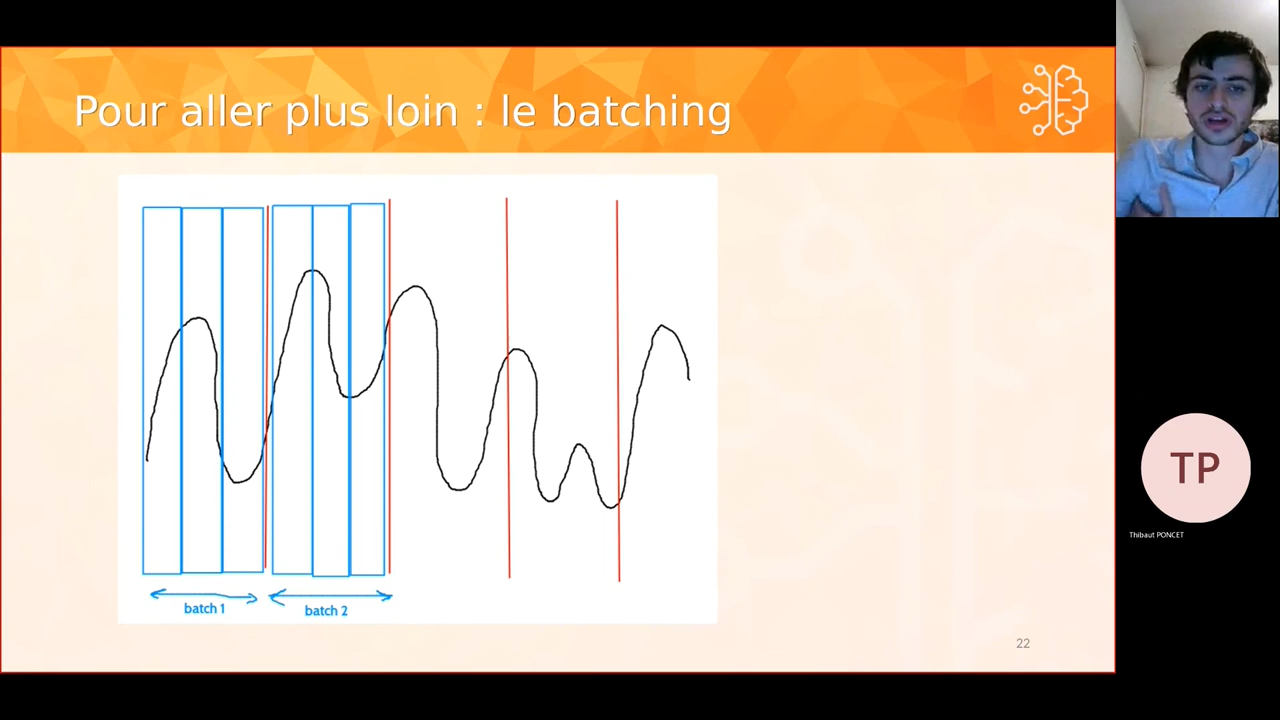 Pour aller plus loin : le batching
batch 1
batch 2
22
TP
Thibaut PONCET